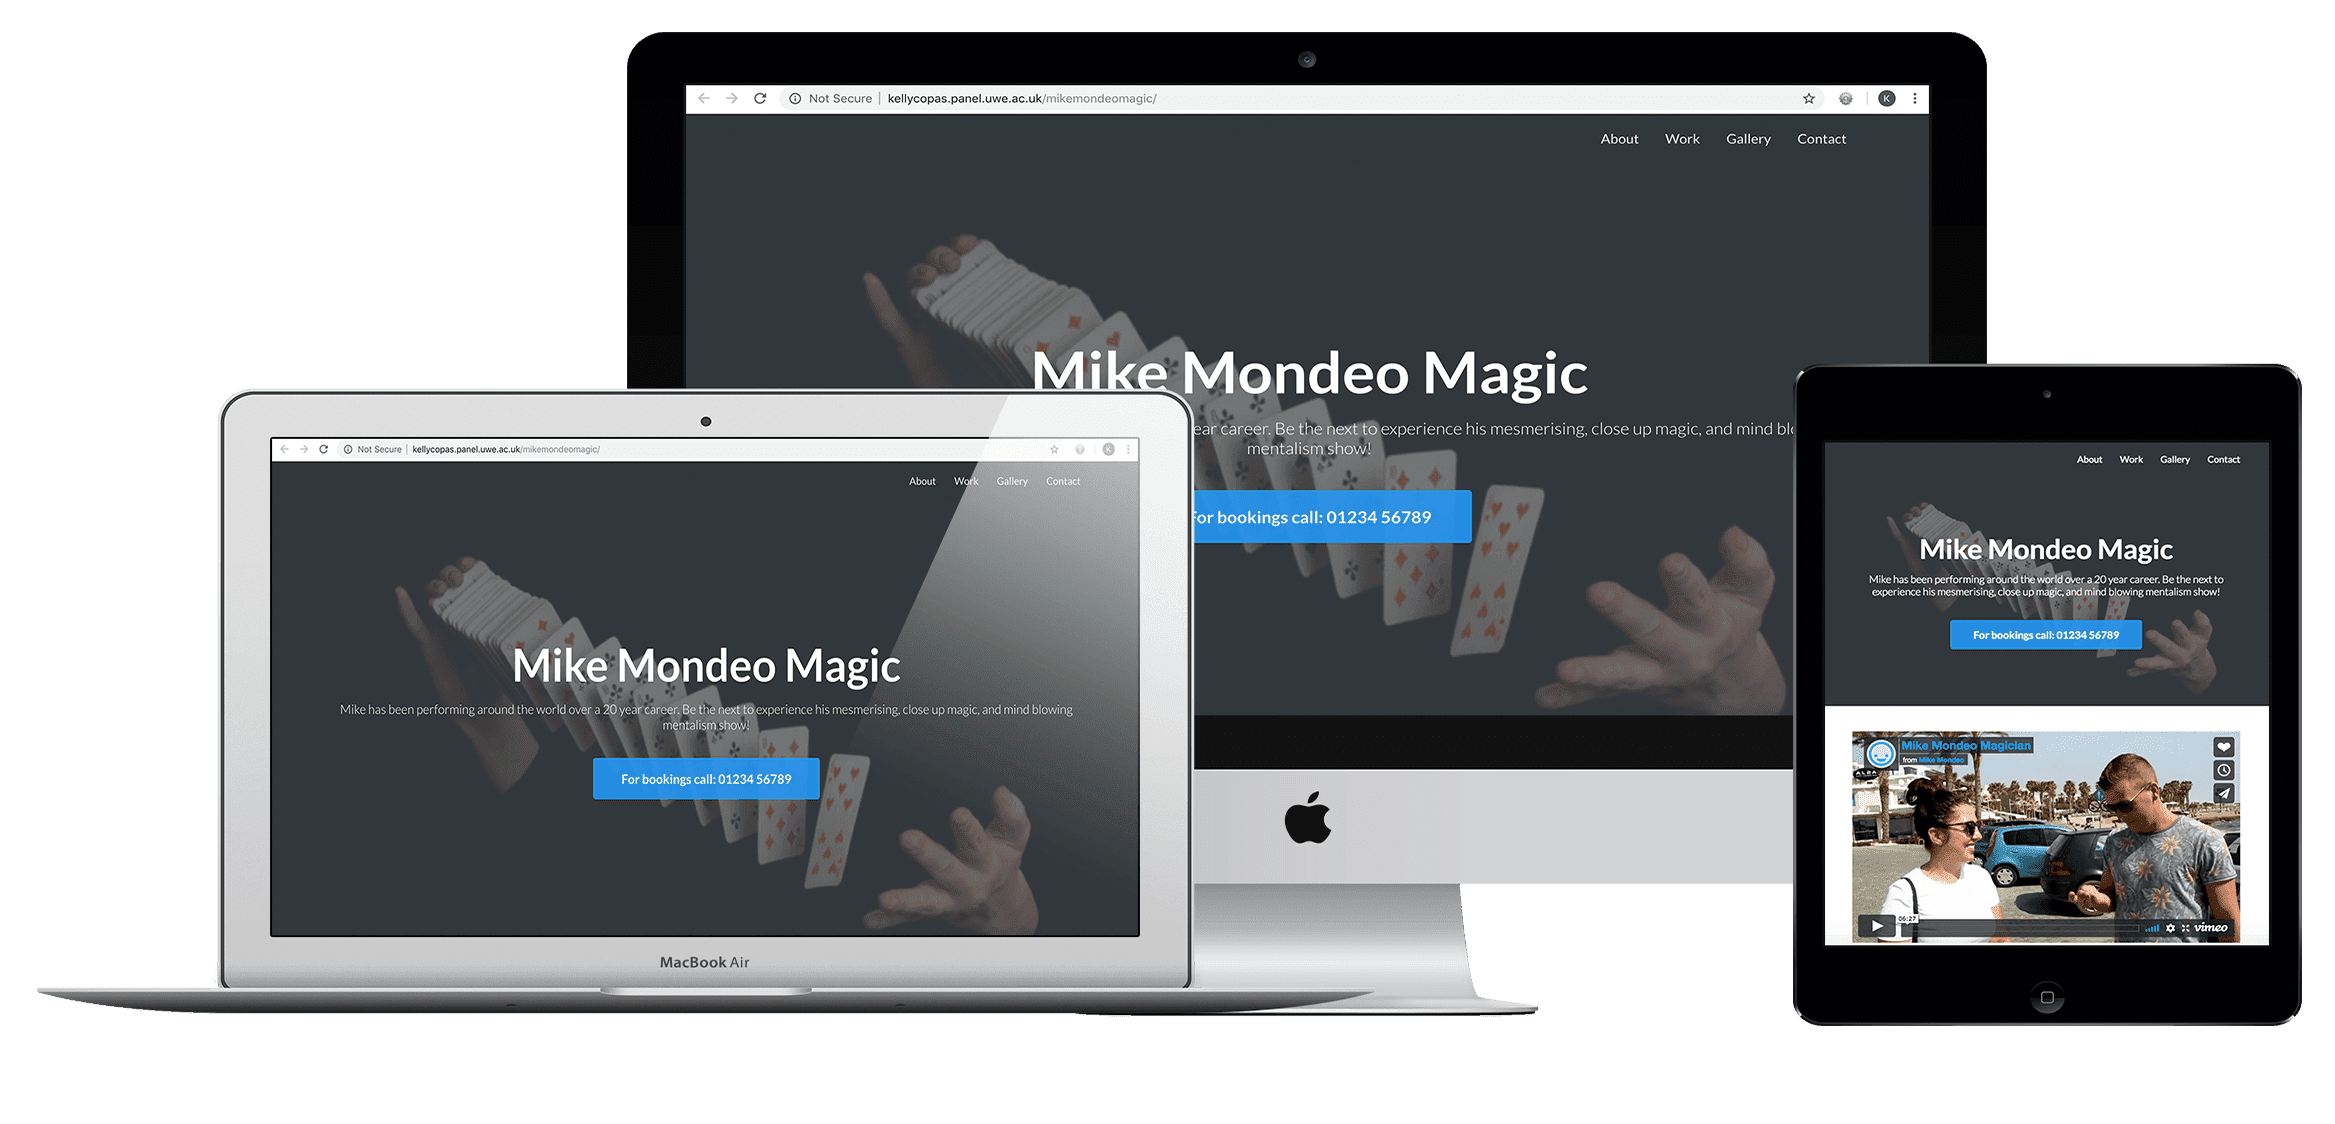 Not Secure | kellycopas.panel.uwe.ac.uk/mikemondeomagic/
K
About Work Gallery Contact
Mike Mondeo Magic
ear career. Be the next to experience his mesmerising, close up magic, and mind
mentalism show!
For bookings call: 01234 56789
Not Secure | kellycopas.panel.uwe.ac.uk/mikemondeomagic/
K
About Work Gallery Contact
Mike Mondeo Magic
Mike has been performing around the world over a 20 year career. Be the next to experience his mesmerising, close up magic, and mind blowing
mentalism show!
For bookings call: 01234 56789
MacBook Air
About Work Gallery Contact
Mike Mondeo Magic
Mike has been performing around the world over a 20 year career. Be the next to
experience his mesmerising, close up magic, and mind blowing mentalism show!
For bookings call: 01234 56789
Mike Mondeo Magician
from Mike Mondeo
06:27
vimeo